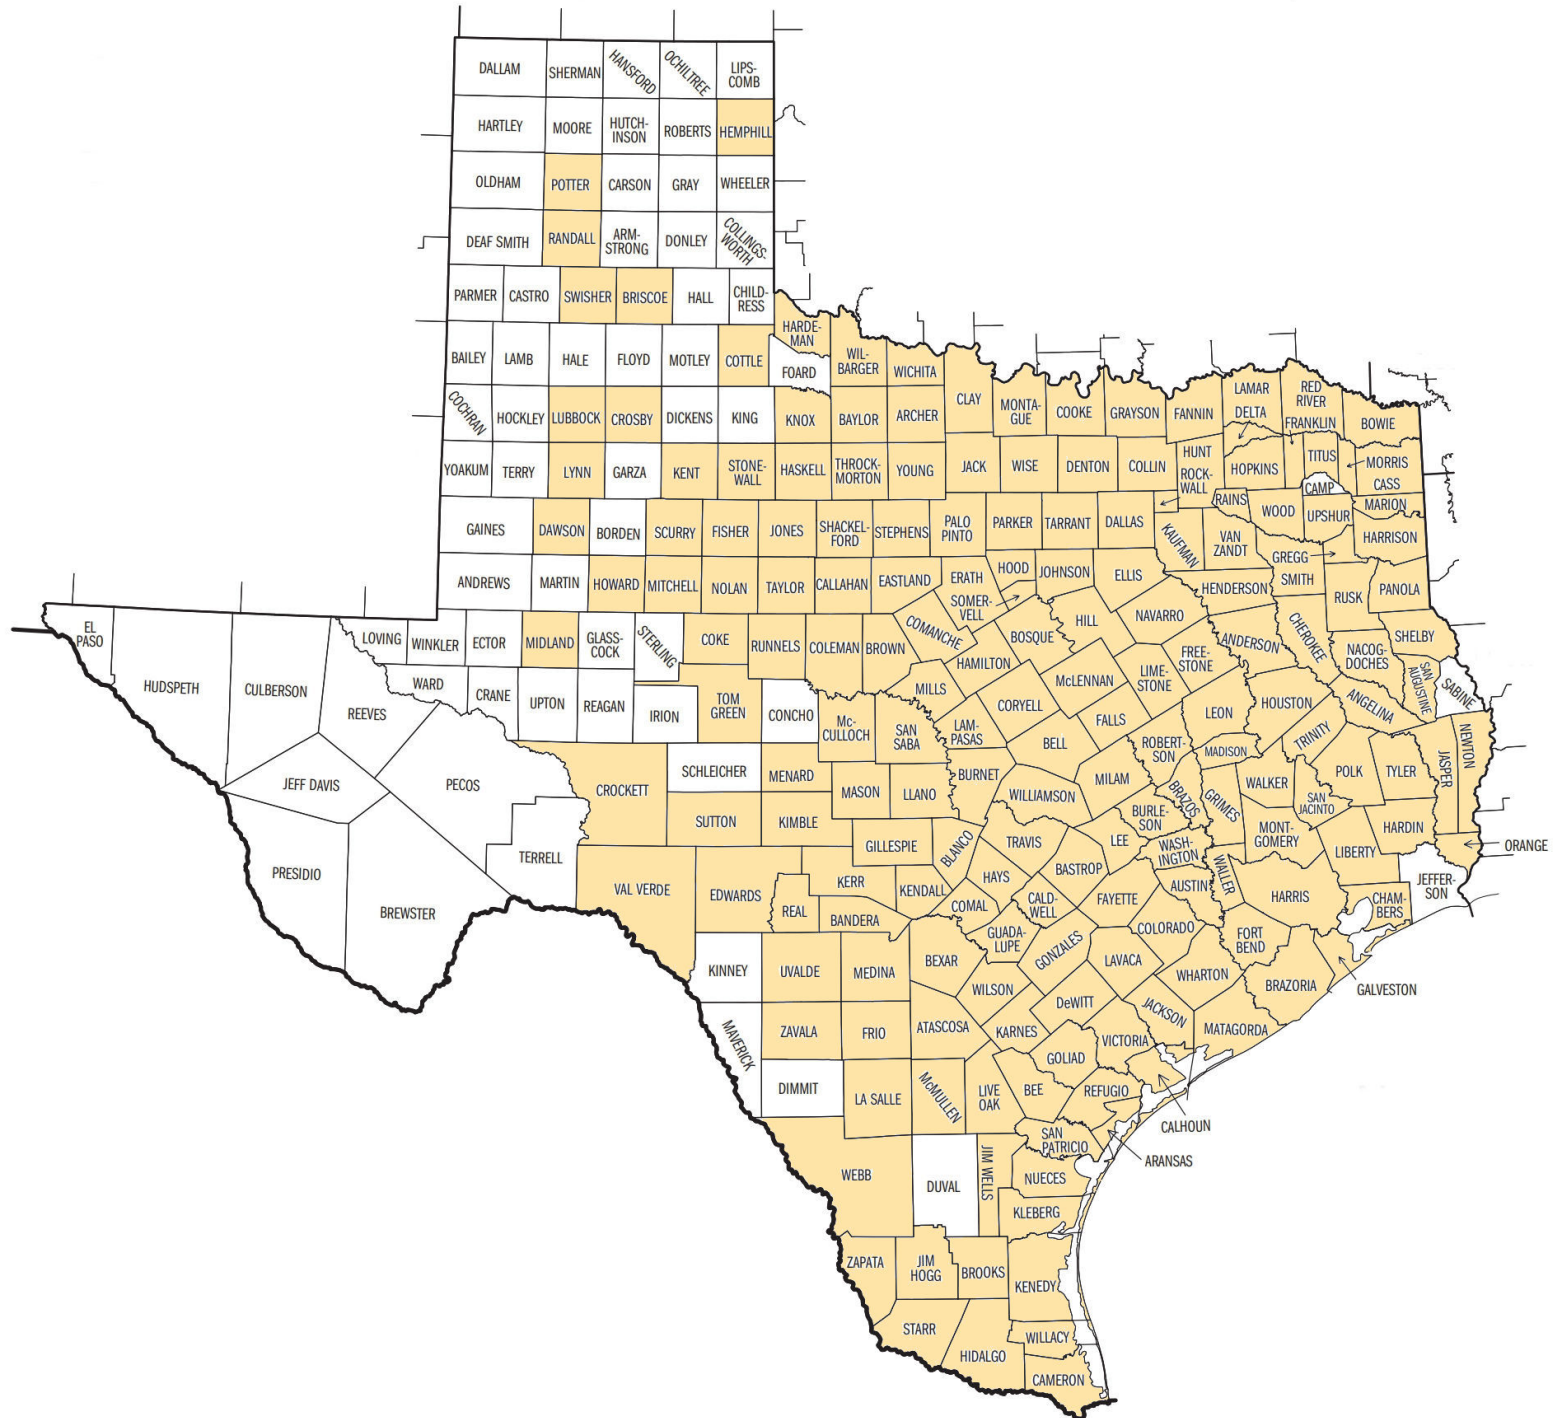 DALLAM
SHERMAN
HANSFORD
OCHILTREE
LIPS-
COMB
HARTLEY
MOORE
HUTCH-
INSON
ROBERTS
HEMPHILL
OLDHAM
POTTER
CARSON
GRAY
WHEELER
DEAF SMITH
RANDALL
ARM-
STRONG
DONLEY
COLLINGS-
WORTH
PARMER
CASTRO
SWISHER
BRISCOE
HALL
CHILD-
RESS
HARDE-
MAN
BAILEY
LAMB
HALE
FLOYD
MOTLEY
COTTLE
FOARD
WIL-
BARGER
WICHITA
COCHRAN
HOCKLEY
LUBBOCK
CROSBY
DICKENS
KING
KNOX
BAYLOR
ARCHER
CLAY
MONTA-
GUE
COOKE
GRAYSON
FANNIN
LAMAR
DELTA
RED
RIVER
FRANKLIN
BOWIE
YOAKUM
TERRY
LYNN
GARZA
KENT
STONE-
WALL
HASKELL
THROCK-
MORTON
YOUNG
JACK
WISE
DENTON
COLLIN
HUNT
ROCK-
WALL
HOPKINS
TITUS
MORRIS
CASS
CAMP
RAINS
WOOD
UPSHUR
MARION
GAINES
DAWSON
BORDEN
SCURRY
FISHER
JONES
SHACKEL-
FORD
STEPHENS
PALO
PINTO
PARKER
TARRANT
DALLAS
KAUFMAN
VAN
ZANDT
GREGG
HARRISON
ANDREWS
MARTIN
HOWARD
MITCHELL
NOLAN
TAYLOR
CALLAHAN
EASTLAND
ERATH
HOOD
SOMER-
VELL
JOHNSON
ELLIS
HENDERSON
SMITH
RUSK
PANOLA
EL
PASO
HUDSPETH
CULBERSON
REEVES
LOVING
WINKLER
ECTOR
MIDLAND
GLASS-
COCK
STERLING
COKE
RUNNELS
COLEMAN
BROWN
COMANCHE
HAMILTON
BOSQUE
HILL
NAVARRO
ANDERSON
CHEROKEE
NACOG-
DOCHES
SHELBY
SAN
AUGUSTINE
SABINE
WARD
CRANE
UPTON
REAGAN
IRION
TOM
GREEN
CONCHO
Mc-
CULLOCH
SAN
SABA
MILLS
LAM-
PASAS
CORYELL
McLENNAN
LIME-
STONE
FREE-
STONE
FALLS
LEON
HOUSTON
ANGELINA
TRINITY
JEFF DAVIS
PECOS
CROCKETT
SCHLEICHER
MENARD
MASON
LLANO
BURNET
BELL
WILLIAMSON
MILAM
ROBERT-
SON
MADISON
BRAZOS
GRIMES
WALKER
SAN
JACINTO
POLK
TYLER
JASPER
NEWTON
PRESIDIO
BREWSTER
TERRELL
SUTTON
KIMBLE
GILLESPIE
BLANCO
TRAVIS
LEE
BURLE-
SON
WASH-
INGTON
MONT-
GOMERY
LIBERTY
HARDIN
ORANGE
JEFFER-
SON
VAL VERDE
EDWARDS
REAL
KERR
BANDERA
KENDALL
COMAL
HAYS
CALD-
WELL
BASTROP
FAYETTE
AUSTIN
WALLER
HARRIS
CHAM-
BERS
KINNEY
UVALDE
MEDINA
BEXAR
GUADA-
LUPE
GONZALES
LAVACA
COLORADO
FORT
BEND
WHARTON
BRAZORIA
GALVESTON
MAVERICK
ZAVALA
FRIO
ATASCOSA
WILSON
KARNES
DeWITT
VICTORIA
JACKSON
MATAGORDA
DIMMIT
LA SALLE
McMULLEN
LIVE
OAK
BEE
GOLIAD
REFUGIO
CALHOUN
ARANSAS
SAN
PATRICIO
WEBB
DUVAL
JIM WELLS
NUECES
KLEBERG
ZAPATA
JIM
HOGG
BROOKS
KENEDY
STARR
HIDALGO
WILLACY
CAMERON